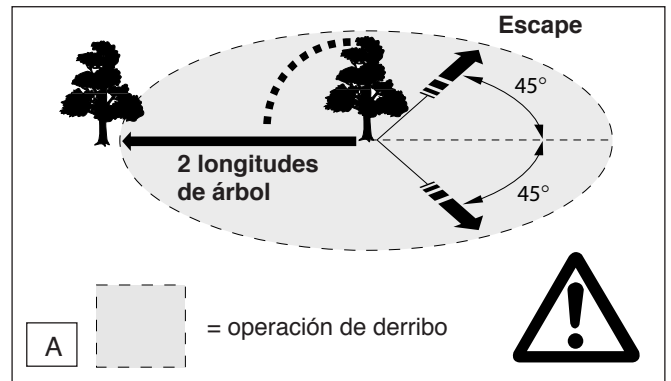 Escape
45°
2 longitudes
de árbol
45°
A
= operación de derribo